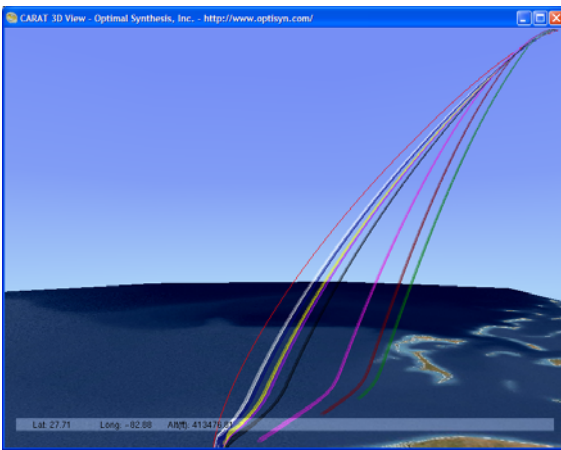 CARAT 3D View - Optimal Synthesis, Inc. - http://www.optisyn.com/
Lat: 27.71 Long: -82.88 Alt(ft): 413476.81